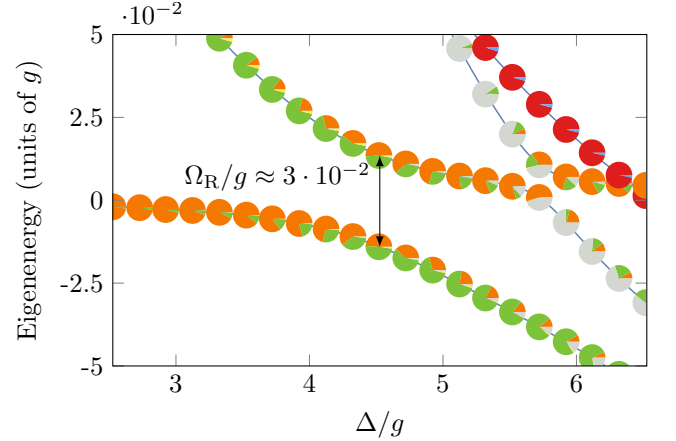 ·10⁻²
5
2.5
0
-2.5
-5
Eigenenergy (units of g)
Ω_R/g ≈ 3 · 10⁻²
3 4 5 6
Δ/g